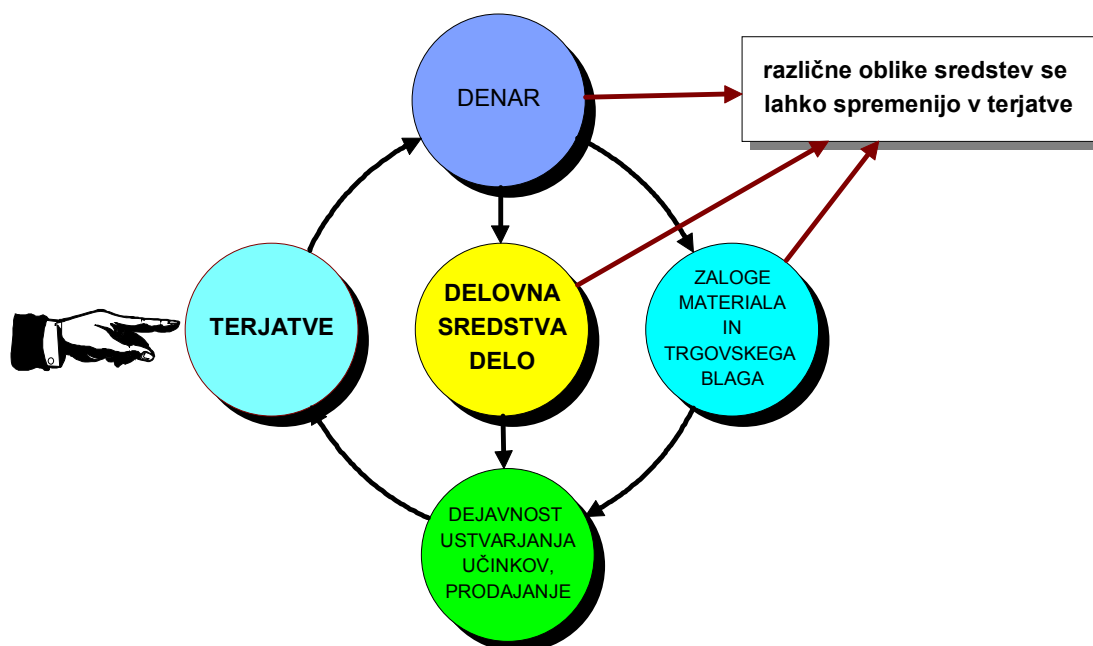 DENAR
različne oblike sredstev se
lahko spremenijo v terjatve
TERJATVE
DELOVNA
SREDSTVA
DELO
ZALOGE
MATERIALA
IN
TRGOVSKEGA
BLAGA
DEJAVNOST
USTVARJANJA
UČINKOV,
PRODAJANJE